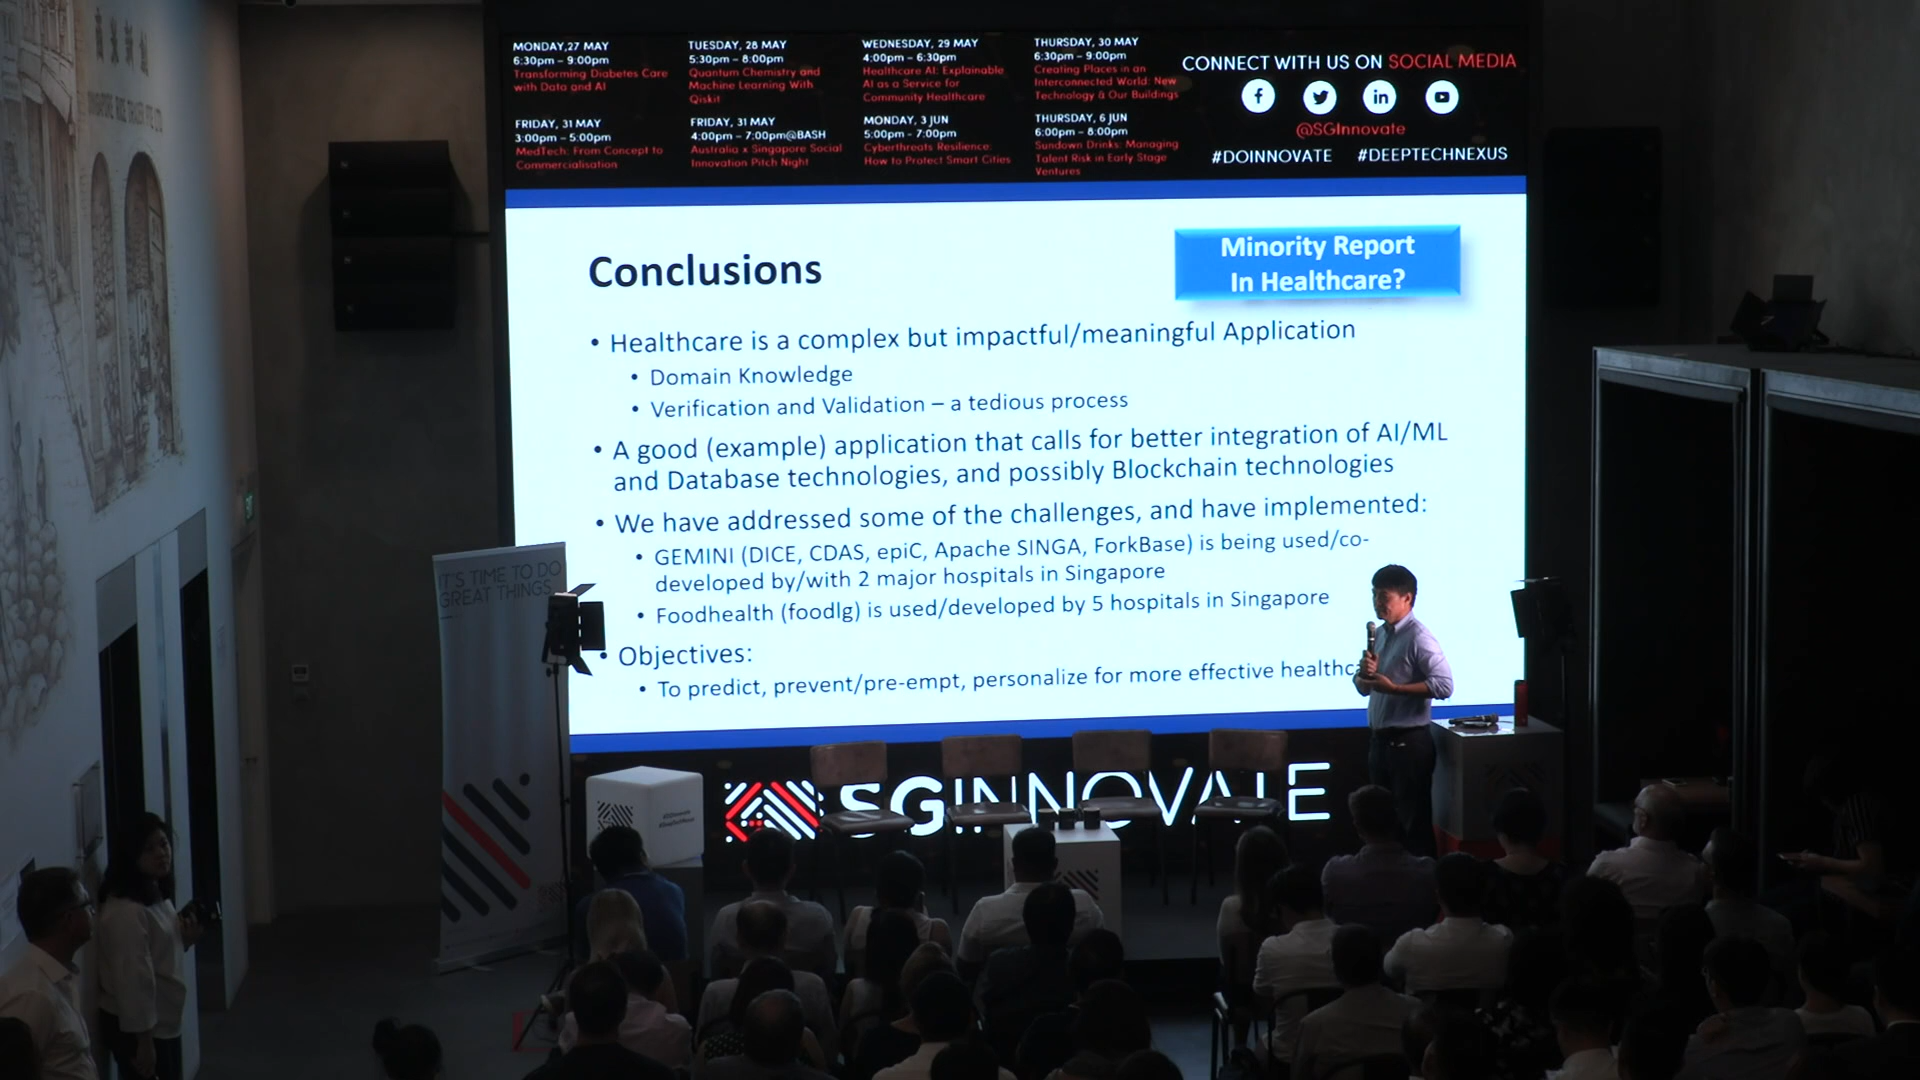 MONDAY,27 MAY
6:30pm – 9:00pm
Transforming Diabetes Care
with Data and AI
TUESDAY, 28 MAY
5:30pm – 8:00pm
Quantum Chemistry and
Machine Learning With
Qiskit
WEDNESDAY, 29 MAY
4:00pm – 6:30pm
Healthcare AI: Explainable
AI as a Service for
Community Healthcare
THURSDAY, 30 MAY
6:30pm – 9:00pm
Creating Places in an
Interconnected World: New
Technology & Our Buildings
FRIDAY, 31 MAY
3:00pm – 5:00pm
MedTech: From Concept to
Commercialisation
FRIDAY, 31 MAY
4:00pm – 7:00pm@BASH
Australia x Singapore Social
Innovation Pitch Night
MONDAY, 3 JUN
5:00pm – 7:00pm
Cyberthreats Resilience:
How to Protect Smart Cities
THURSDAY, 6 JUN
6:00pm – 8:00pm
Sundown Drinks: Managing
Talent Risk in Early Stage
Ventures
CONNECT WITH US ON SOCIAL MEDIA
@SGInnovate
#DOINNOVATE #DEEPTECHNEXUS
Minority Report
In Healthcare?
Conclusions
• Healthcare is a complex but impactful/meaningful Application
• Domain Knowledge
• Verification and Validation – a tedious process
• A good (example) application that calls for better integration of AI/ML
and Database technologies, and possibly Blockchain technologies
• We have addressed some of the challenges, and have implemented:
• GEMINI (DICE, CDAS, epiC, Apache SINGA, ForkBase) is being used/co-
developed by/with 2 major hospitals in Singapore
• Foodhealth (foodlg) is used/developed by 5 hospitals in Singapore
• Objectives:
• To predict, prevent/pre-empt, personalize for more effective healthca
IT'S TIME TO DO
GREAT THINGS
SGINNOVATE